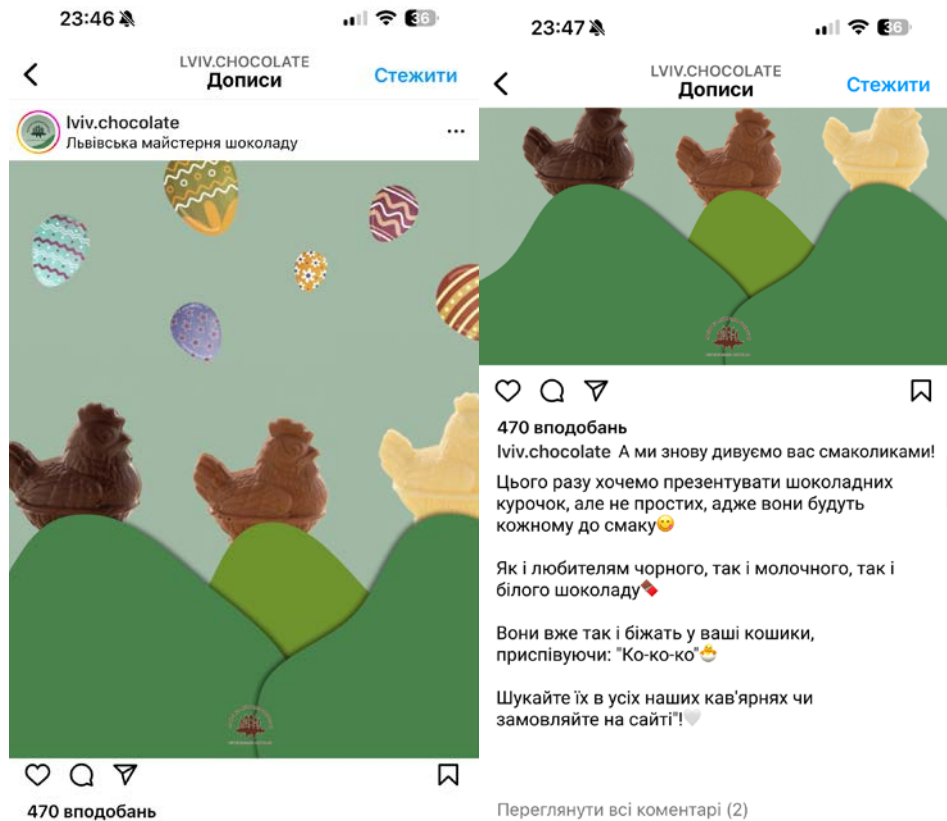 23:46
36
LVIV.CHOCOLATE
Дописи
Стежити
lviv.chocolate
Львівська майстерня шоколаду
470 вподобань
23:47
36
LVIV.CHOCOLATE
Дописи
Стежити
470 вподобань
lviv.chocolate А ми знову дивуємо вас смаколиками!
Цього разу хочемо презентувати шоколадних
курочок, але не простих, адже вони будуть
кожному до смаку😋
Як і любителям чорного, так і молочного, так і
білого шоколаду🍫
Вони вже так і біжать у ваші кошики,
приспівуючи: "Ко-ко-ко"🐣
Шукайте їх в усіх наших кав'ярнях чи
замовляйте на сайті"!🤍
Переглянути всі коментарі (2)